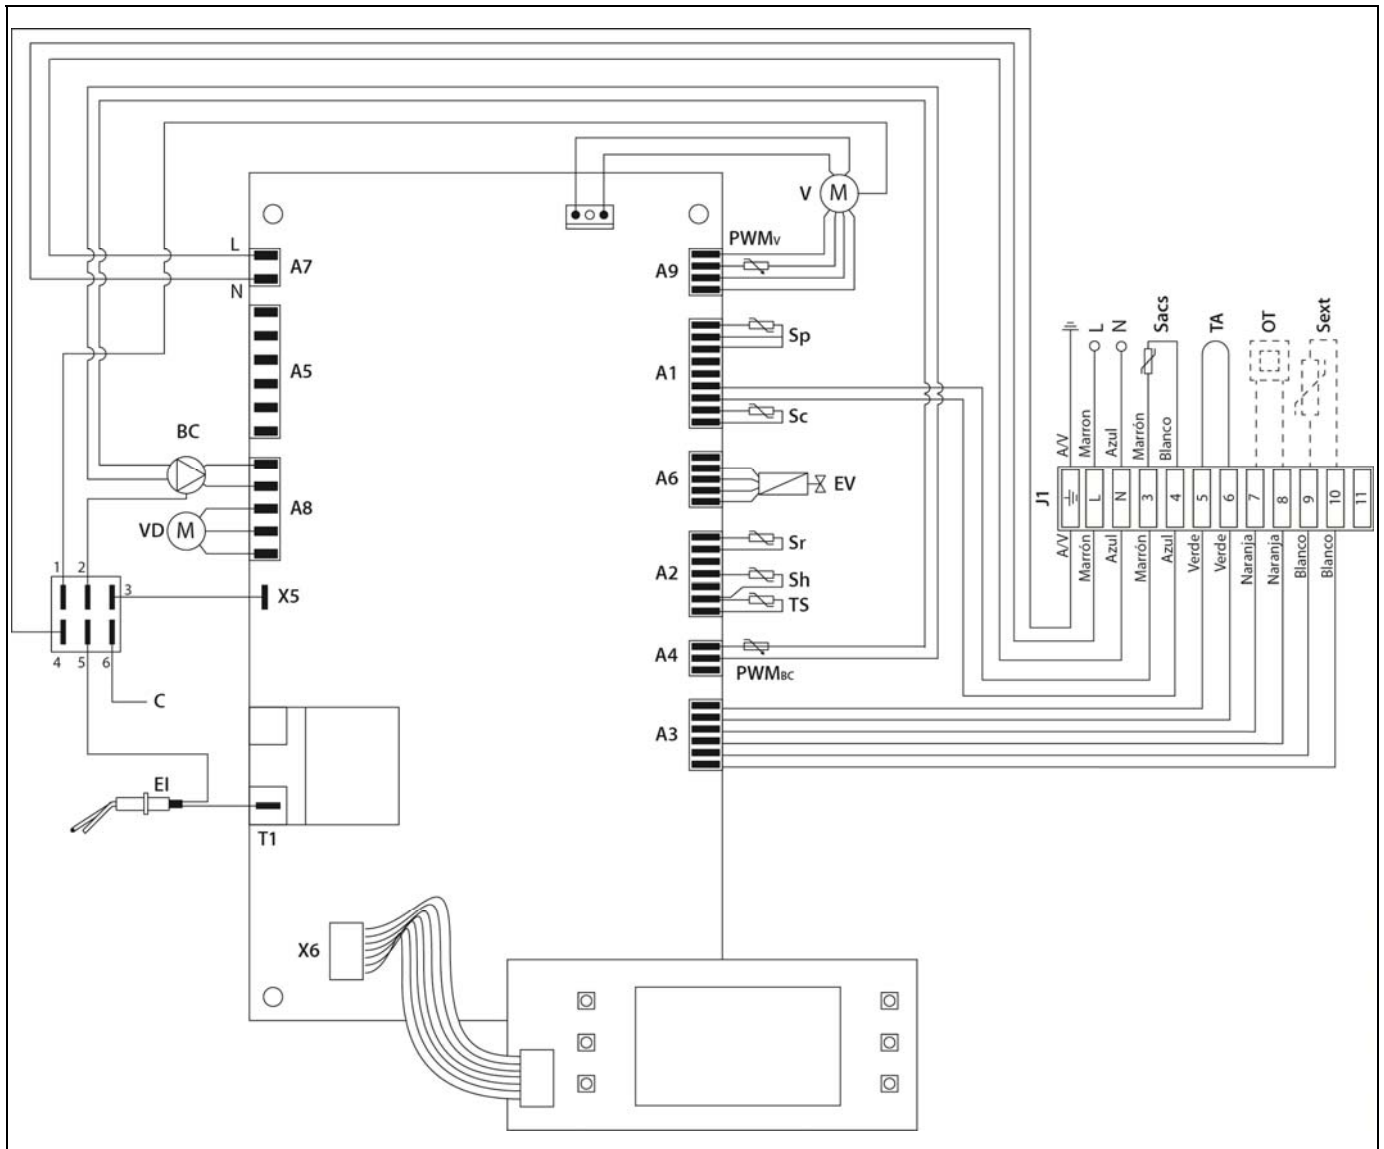 L
A7
N
A5
BC
A8
VD
M
1
2
3
X5
4
5
6
C
EI
T1
X6
V
M
PWMV
A9
Sp
A1
Sc
A6
EV
Sr
A2
Sh
TS
A4
PWMBC
A3
L
N
Sacs
TA
OT
Sext
A/V
Marron
Azul
Marrón
Blanco
J1
L
N
3
4
5
6
7
8
9
10
11
A/V
Marrón
Azul
Marrón
Azul
Verde
Verde
Naranja
Naranja
Blanco
Blanco